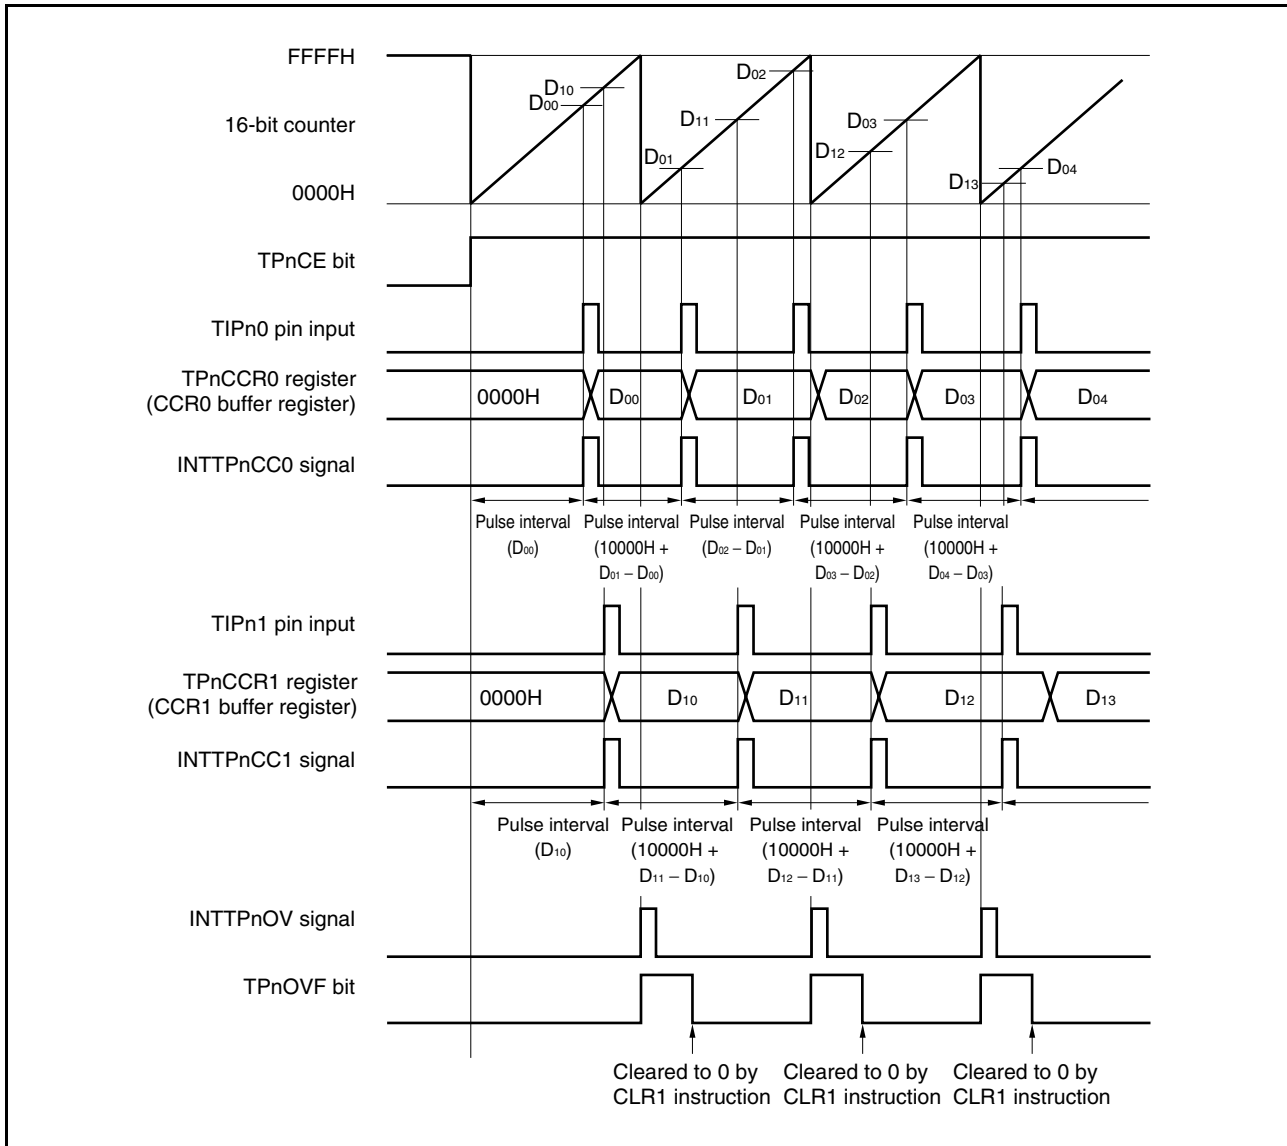 FFFFH
16-bit counter
0000H
D10
D00
D01
D11
D02
D12
D03
D13
D04
TPnCE bit
TIPn0 pin input
TPnCCR0 register
(CCR0 buffer register)
0000H D00 D01 D02 D03 D04
INTTPnCC0 signal
Pulse interval
(D00)
Pulse interval
(10000H +
D01 – D00)
Pulse interval
(D02 – D01)
Pulse interval
(10000H +
D03 – D02)
Pulse interval
(10000H +
D04 – D03)
TIPn1 pin input
TPnCCR1 register
(CCR1 buffer register)
0000H D10 D11 D12 D13
INTTPnCC1 signal
Pulse interval
(D10)
Pulse interval
(10000H +
D11 – D10)
Pulse interval
(10000H +
D12 – D11)
Pulse interval
(10000H +
D13 – D12)
INTTPnOV signal
TPnOVF bit
Cleared to 0 by
CLR1 instruction
Cleared to 0 by
CLR1 instruction
Cleared to 0 by
CLR1 instruction